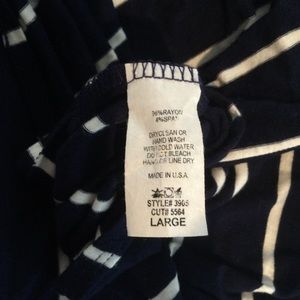 96% RAYON
4% SPAN
DRYCLEAN OR
HAND WASH
WITH COLD WATER
DO NOT BLEACH
HANG OR LINE DRY
MADE IN U.S.A.
STYLE# 3905
CUT# 5564
LARGE